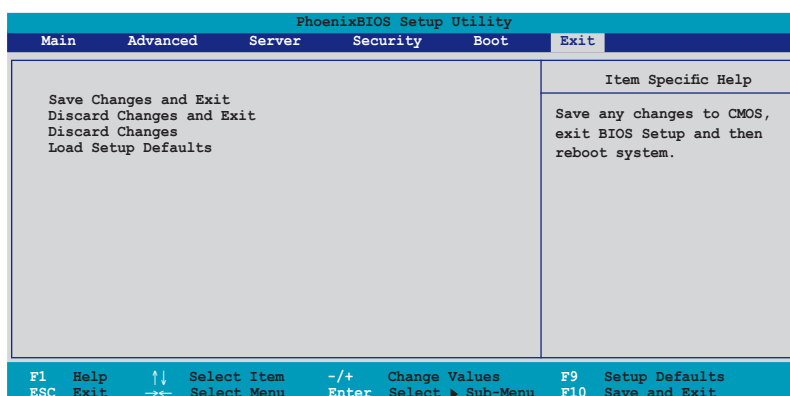 PhoenixBIOS Setup Utility
Main Advanced Server Security Boot Exit
Item Specific Help
Save Changes and Exit
Discard Changes and Exit
Discard Changes
Load Setup Defaults
Save any changes to CMOS,
exit BIOS Setup and then
reboot system.
F1 Help ↑↓ Select Item -/+ Change Values F9 Setup Defaults
ESC Exit →← Select Menu Enter Select ▶ Sub-Menu F10 Save and Exit